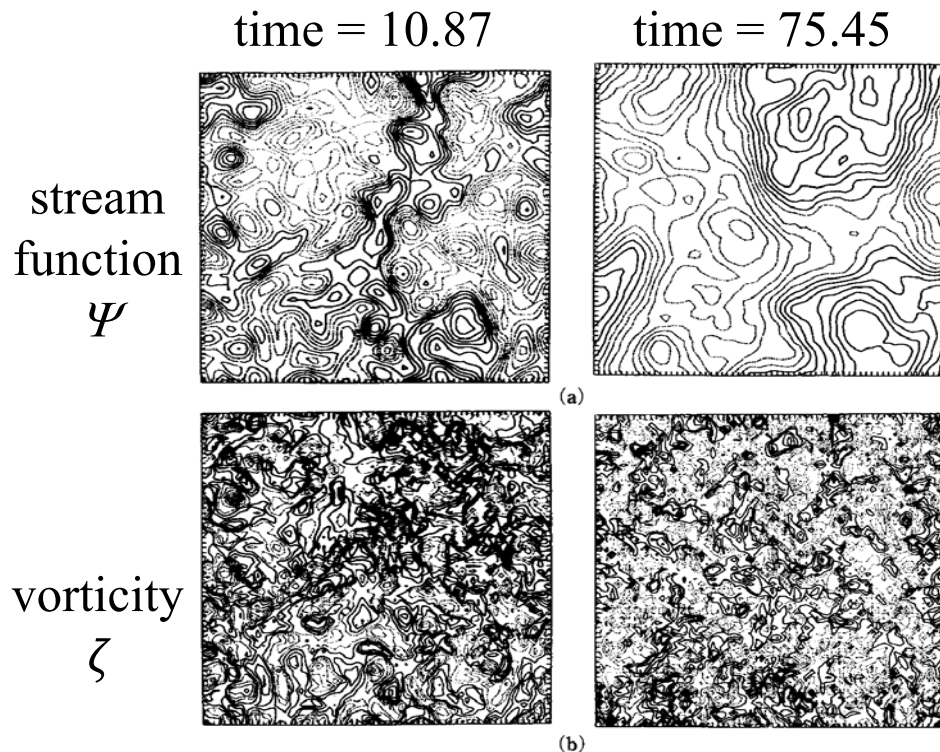 time = 10.87 time = 75.45
stream
function
Ψ
(a)
vorticity
ζ
(b)